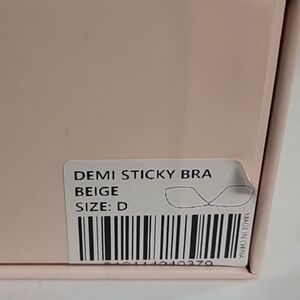 DEMI STICKY BRA
BEIGE
SIZE: D
MADE IN CHINA